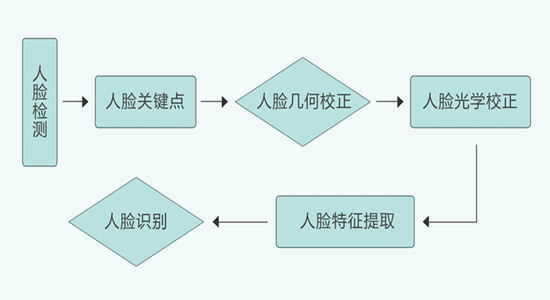 人脸检测
人脸关键点
人脸几何校正
人脸光学校正
人脸特征提取
人脸识别